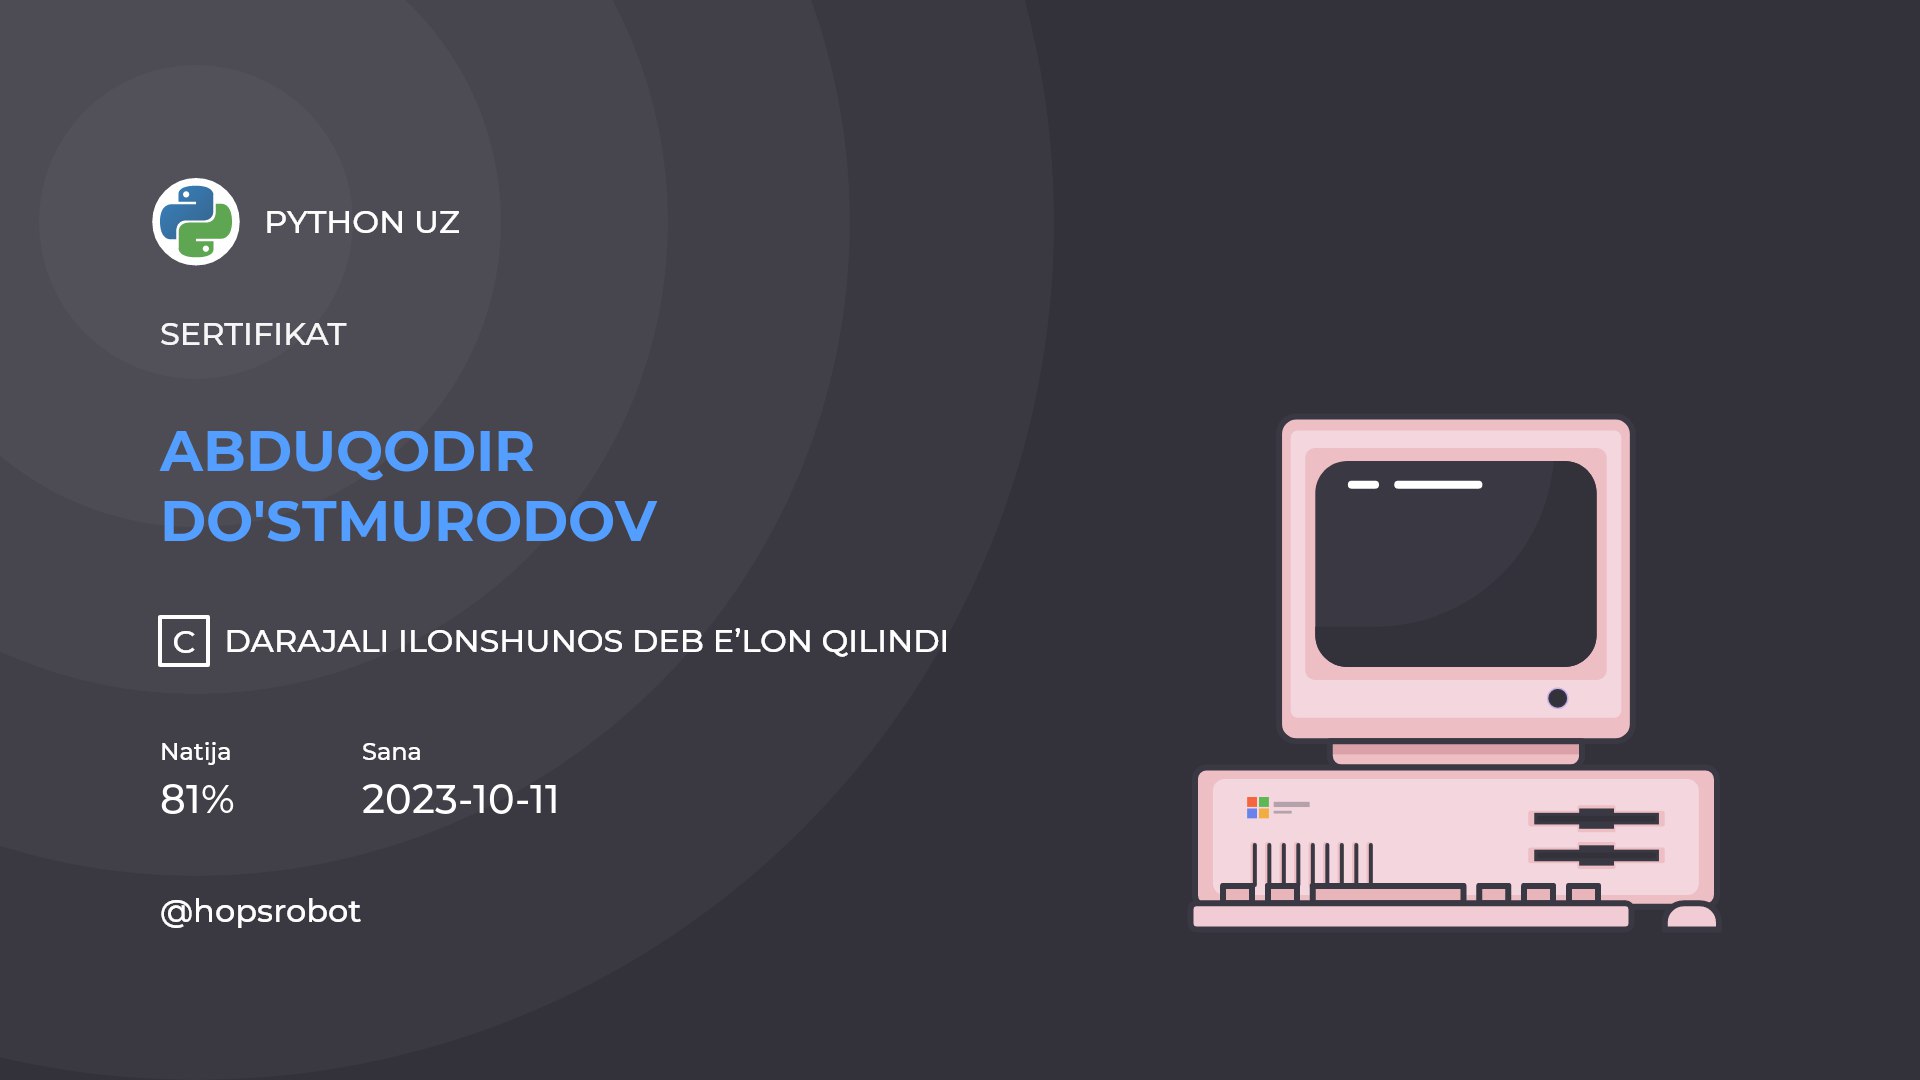 PYTHON UZ
SERTIFIKAT
ABDUQODIR
DO'STMURODOV
C DARAJALI ILONSHUNOS DEB E’LON QILINDI
Natija Sana
81% 2023-10-11
@hopsrobot